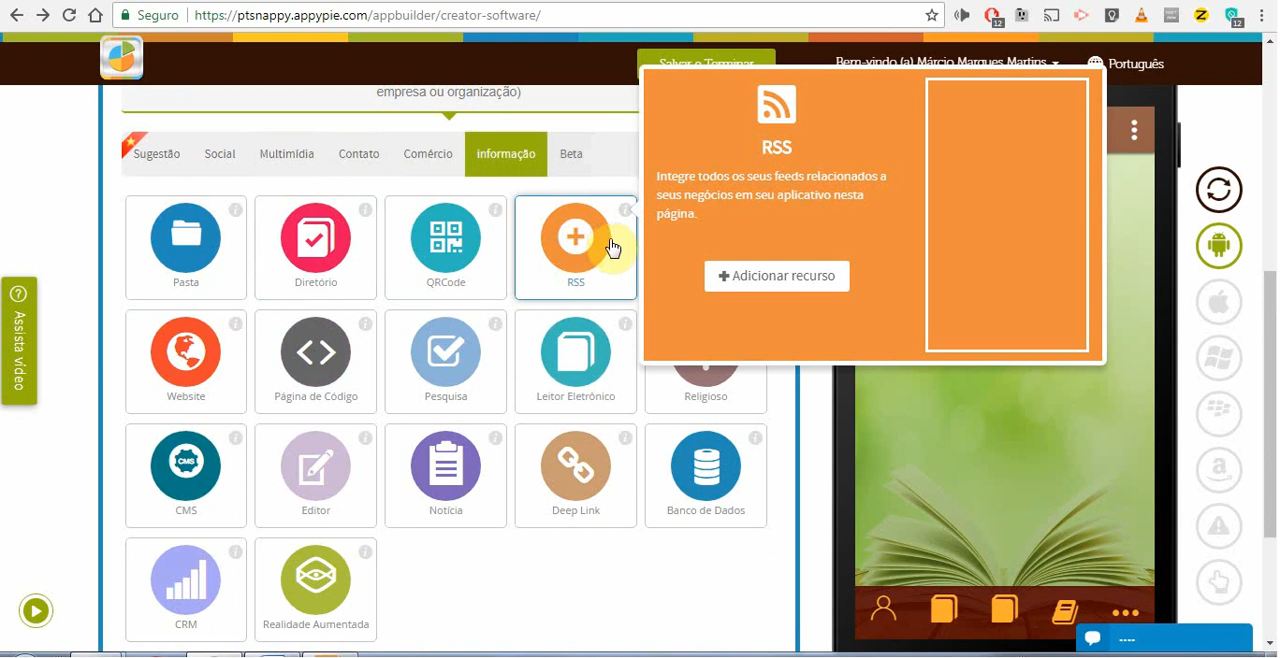 Seguro
https://ptsnappy.appypie.com/appbuilder/creator-software/
12
12
Salvar e Terminar
Bem-vindo (a) Márcio Marques Martins
Português
empresa ou organização)
Sugestão
Social
Multimídia
Contato
Comércio
informação
Beta
RSS
Integre todos os seus feeds relacionados a
seus negócios em seu aplicativo nesta
página.
Adicionar recurso
Pasta
Diretório
QRCode
RSS
Website
Página de Código
Pesquisa
Leitor Eletrônico
Religioso
CMS
CMS
Editor
Notícia
Deep Link
Banco de Dados
CRM
Realidade Aumentada
Assista vídeo
----